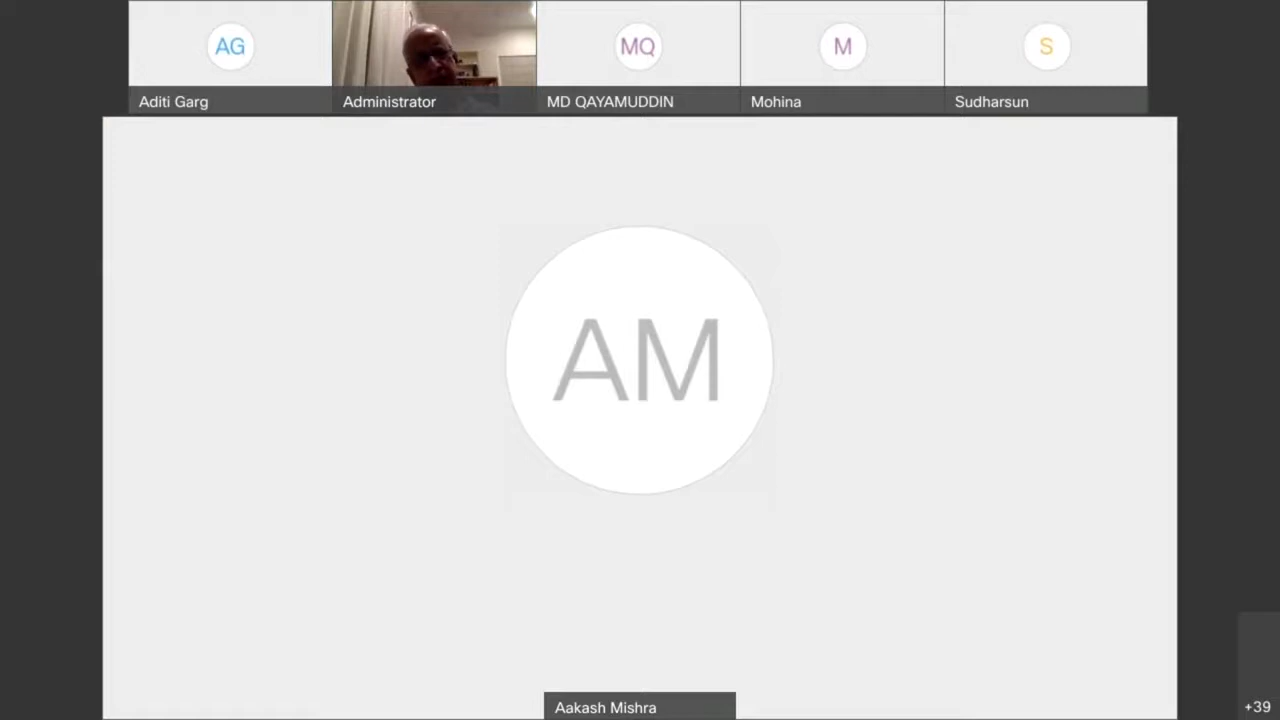 AG
MQ
M
S
Aditi Garg
Administrator
MD QAYAMUDDIN
Mohina
Sudharsun
AM
Aakash Mishra
+39